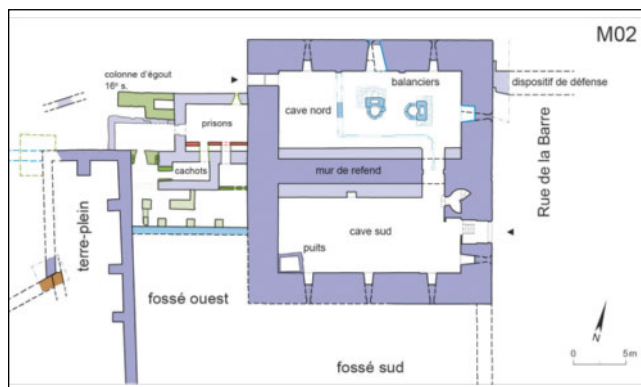 M02
colonne d'égout
16e s.
balanciers
dispositif de défense
cave nord
prisons
Rue de la Barre
cachots
mur de refend
terre-plein
cave sud
puits
fossé ouest
fossé sud
N
0 5m